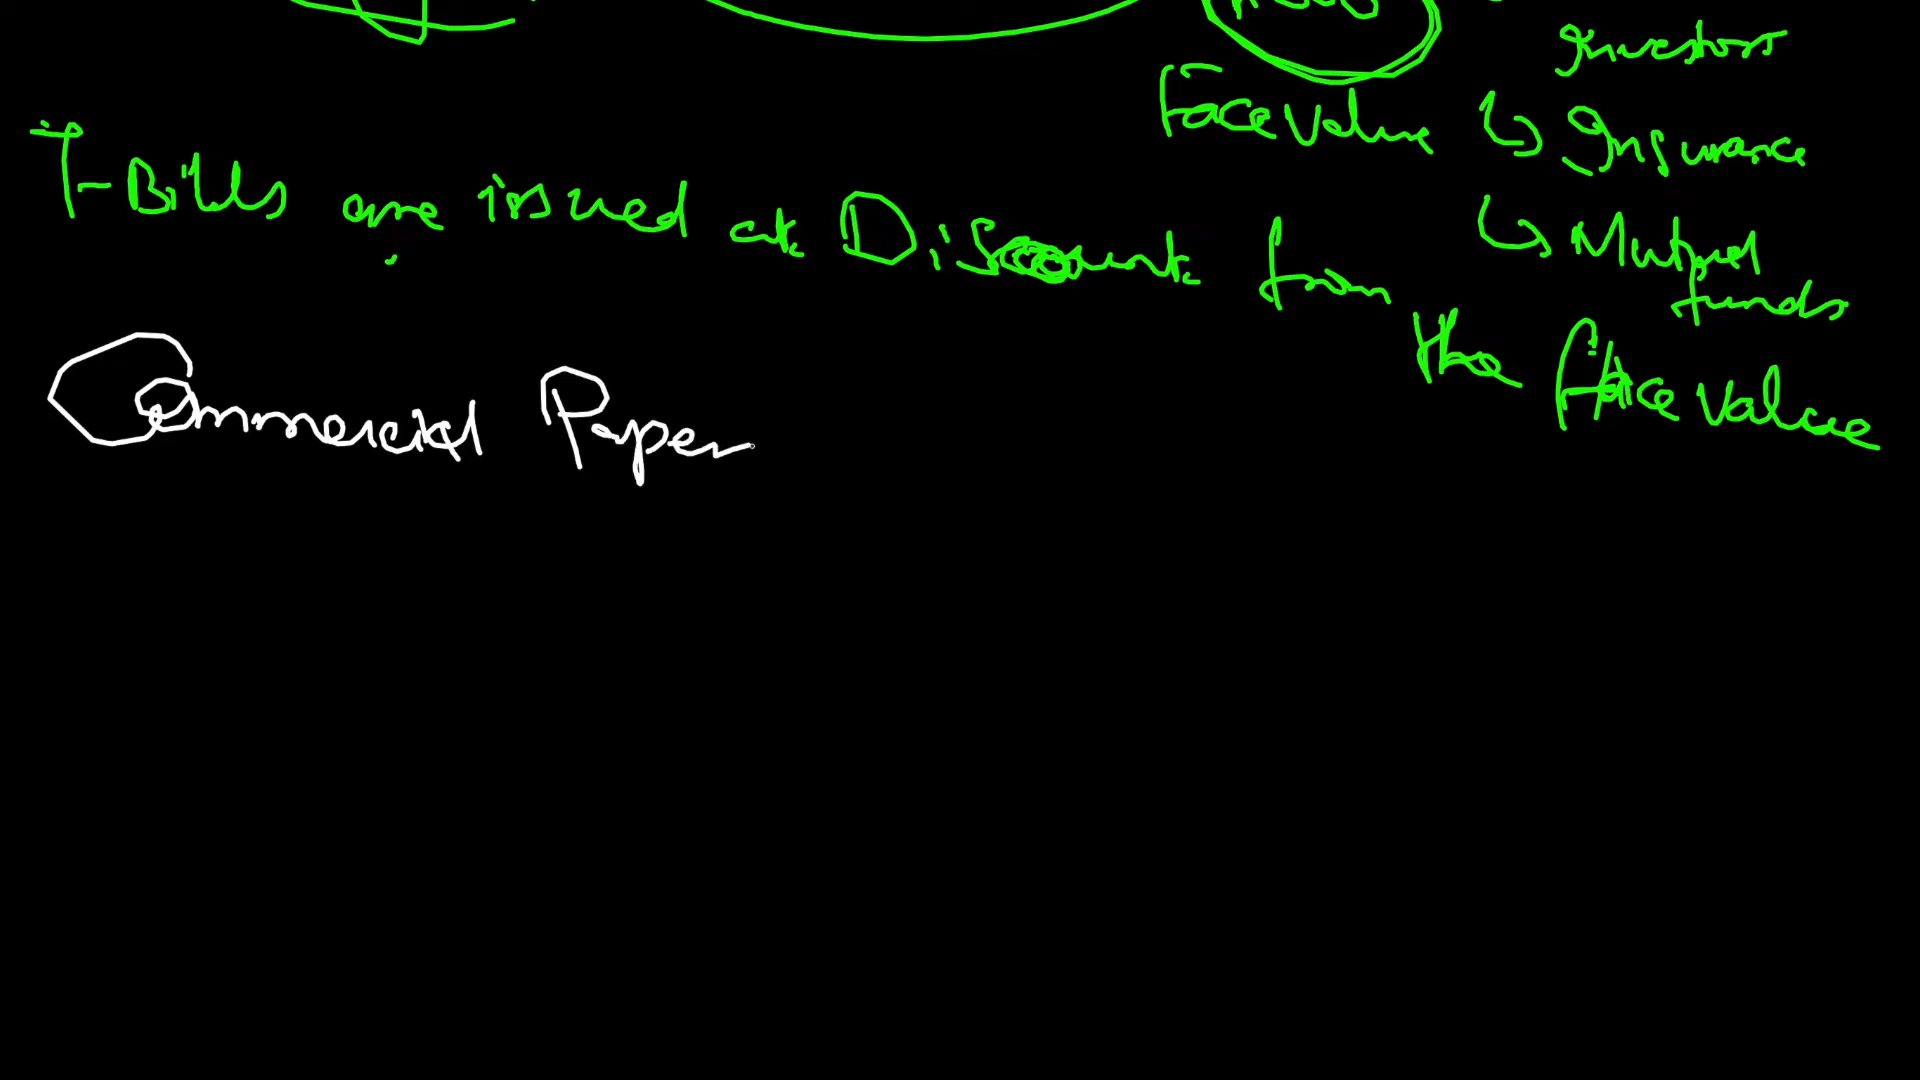 Investors
Face Value ↳ Insurance
↳ Mutual funds
T-Bills are issued at Discount from the Face Value
Commercial Paper